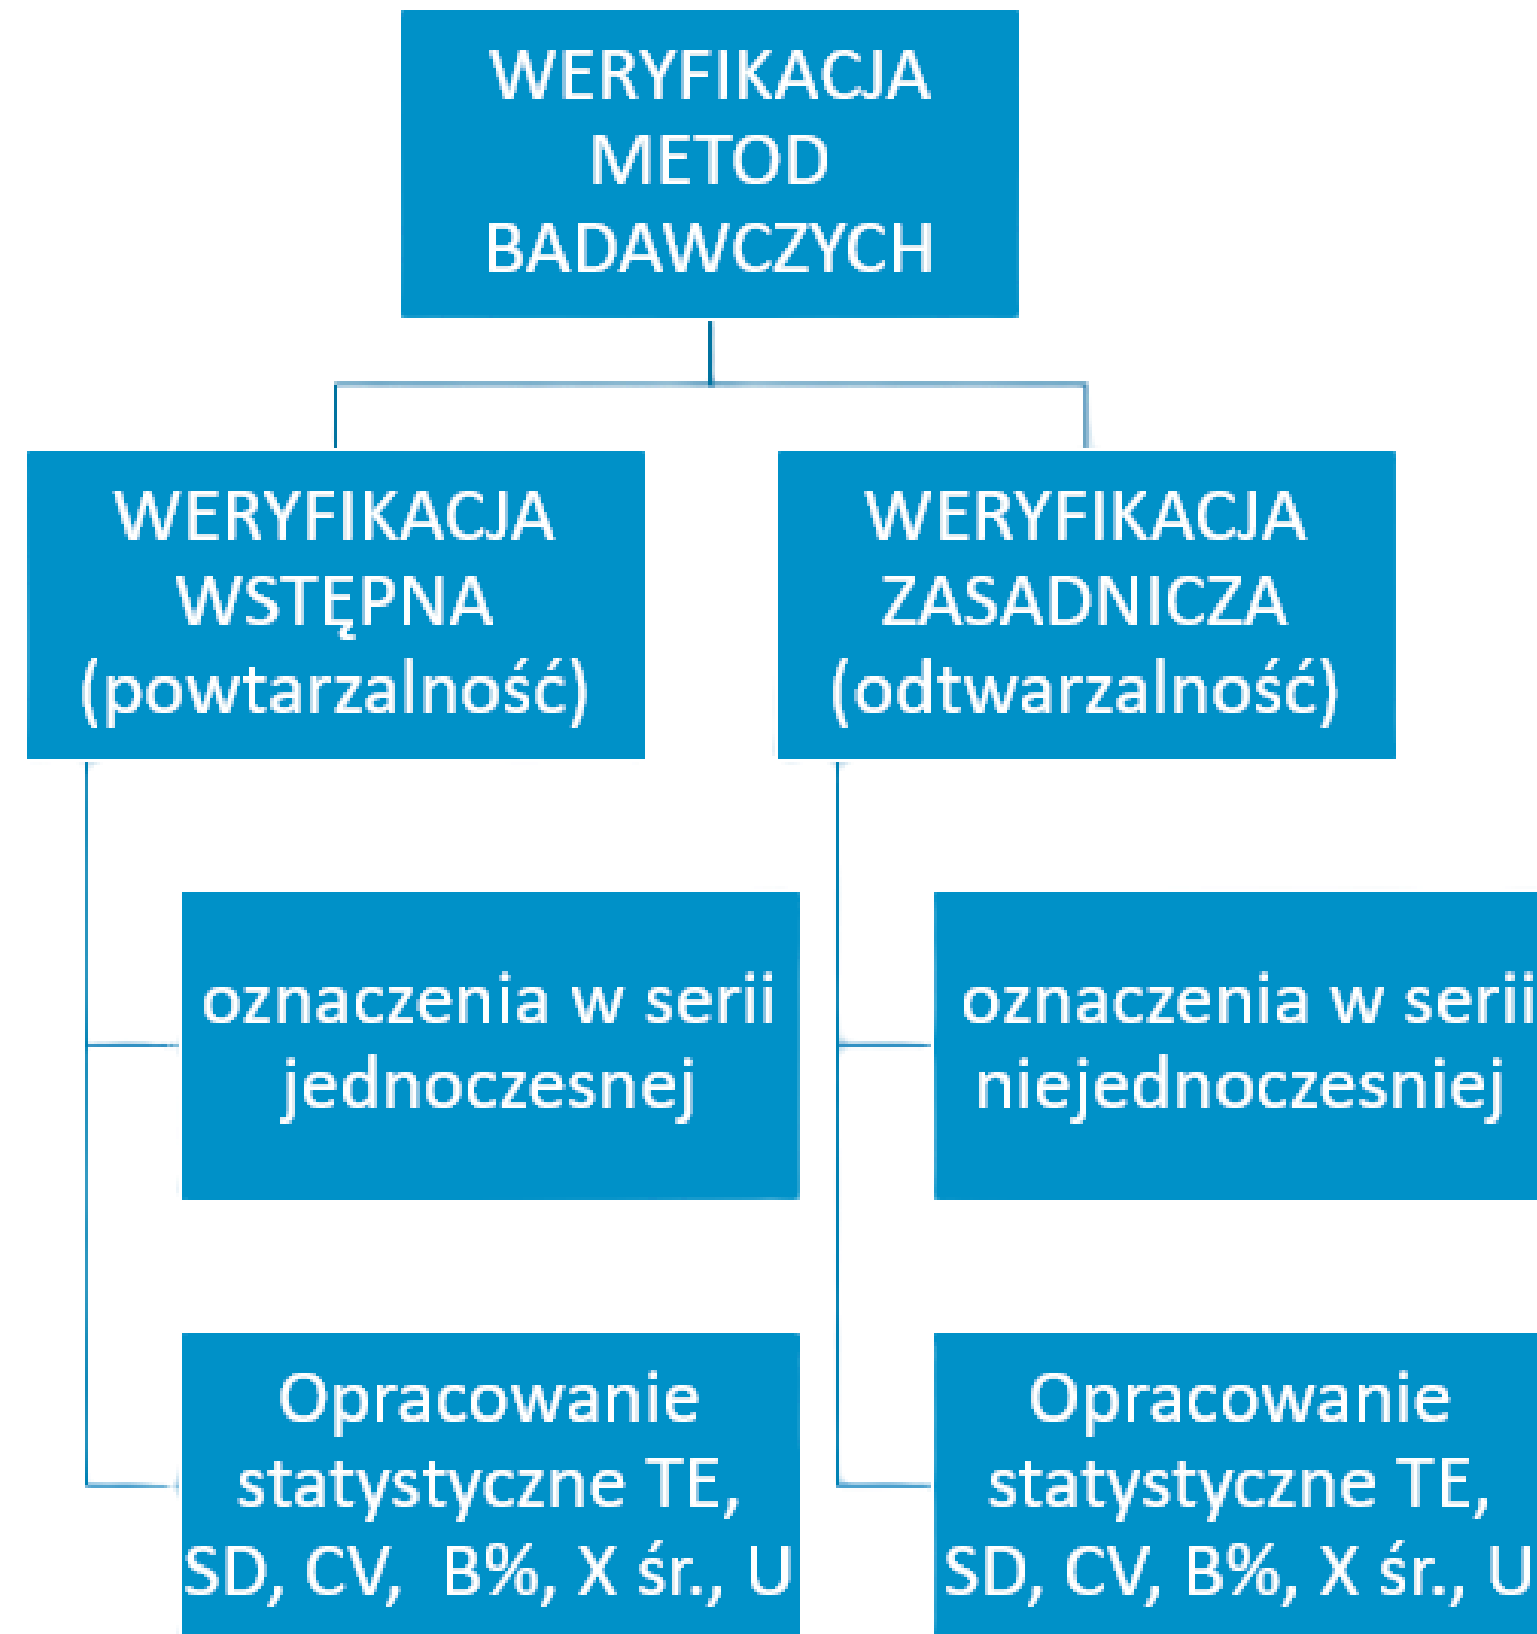 WERYFIKACJA
METOD
BADAWCZYCH
WERYFIKACJA
WSTĘPNA
(powtarzalność)
WERYFIKACJA
ZASADNICZA
(odtwarzalność)
oznaczenia w serii
jednoczesnej
oznaczenia w serii
niejednoczesniej
Opracowanie
statystyczne TE,
SD, CV, B%, X śr., U
Opracowanie
statystyczne TE,
SD, CV, B%, X śr., U